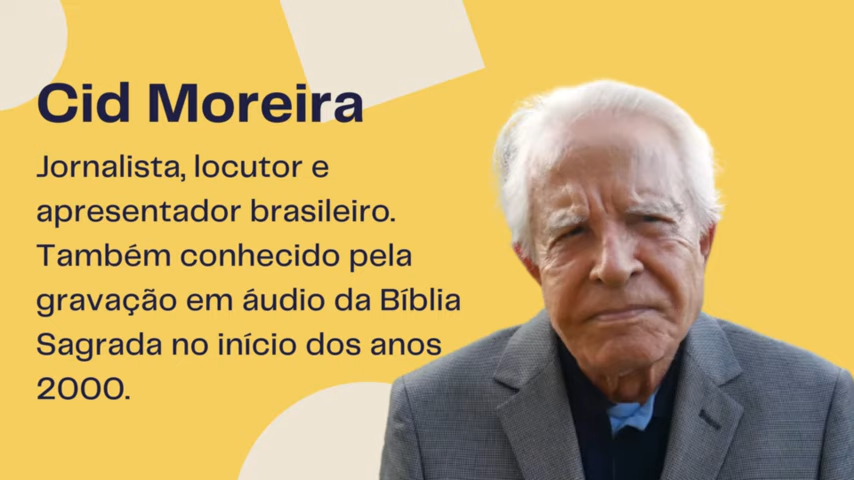 Cid Moreira
Jornalista, locutor e
apresentador brasileiro.
Também conhecido pela
gravação em áudio da Bíblia
Sagrada no início dos anos
2000.